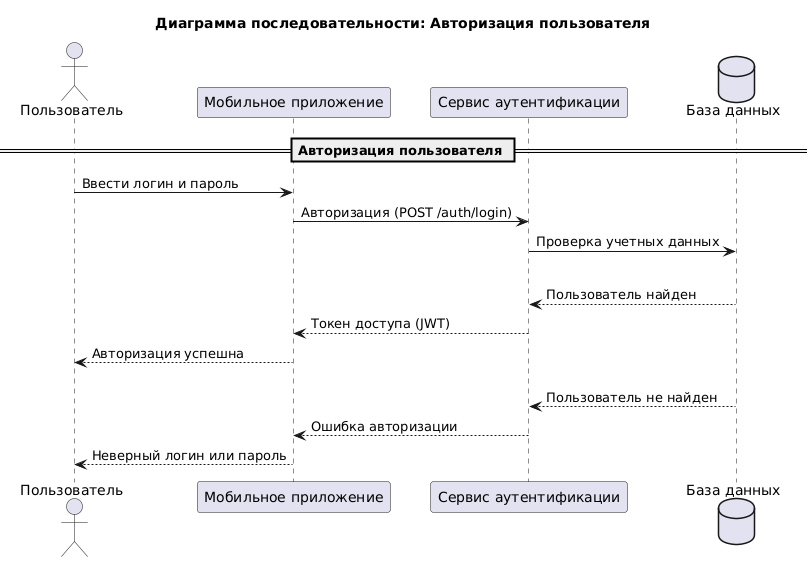 Диаграмма последовательности: Авторизация пользователя
Пользователь
Мобильное приложение
Сервис аутентификации
База данных
Авторизация пользователя
Ввести логин и пароль
Авторизация (POST /auth/login)
Проверка учетных данных
Пользователь найден
Токен доступа (JWT)
Авторизация успешна
Пользователь не найден
Ошибка авторизации
Неверный логин или пароль
Пользователь
Мобильное приложение
Сервис аутентификации
База данных